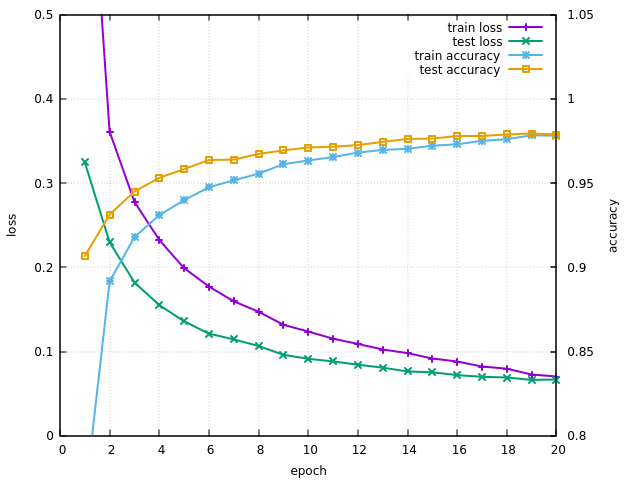 0.5
0.4
0.3
0.2
0.1
0
loss
train loss
test loss
train accuracy
test accuracy
1.05
1
0.95
0.9
0.85
0.8
accuracy
0 2 4 6 8 10 12 14 16 18 20
epoch